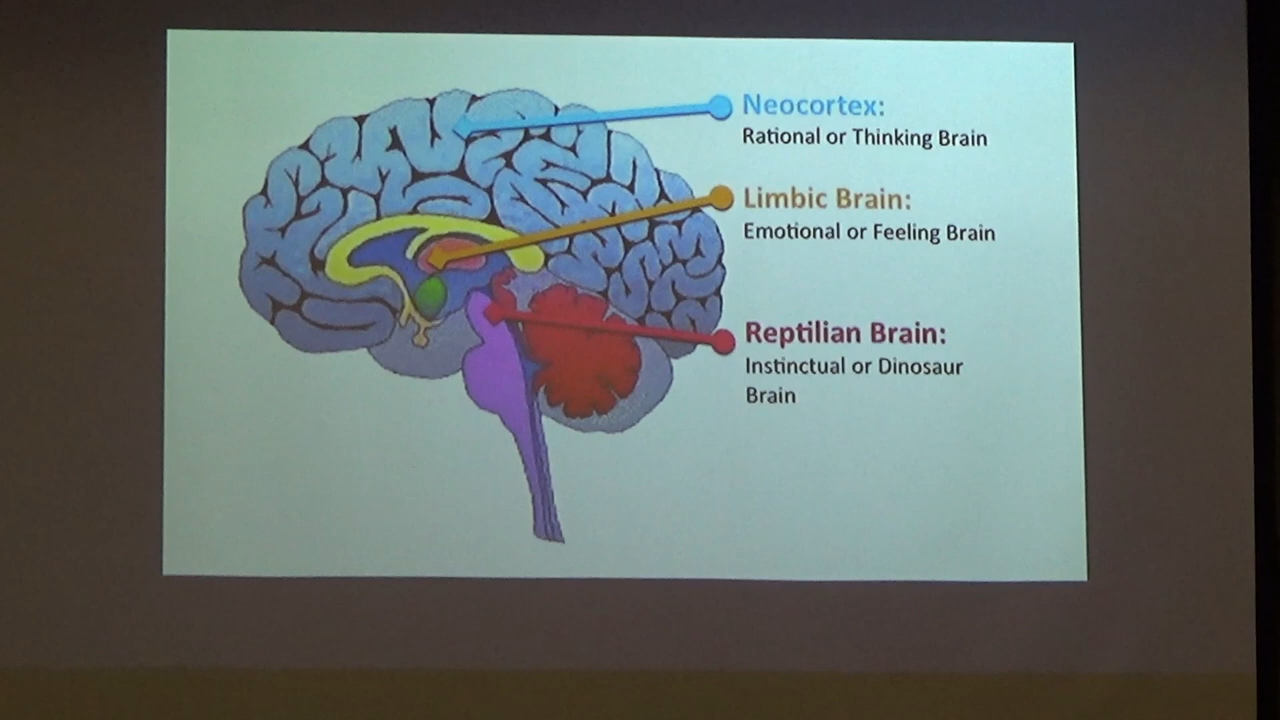 Neocortex:
Rational or Thinking Brain
Limbic Brain:
Emotional or Feeling Brain
Reptilian Brain:
Instinctual or Dinosaur
Brain